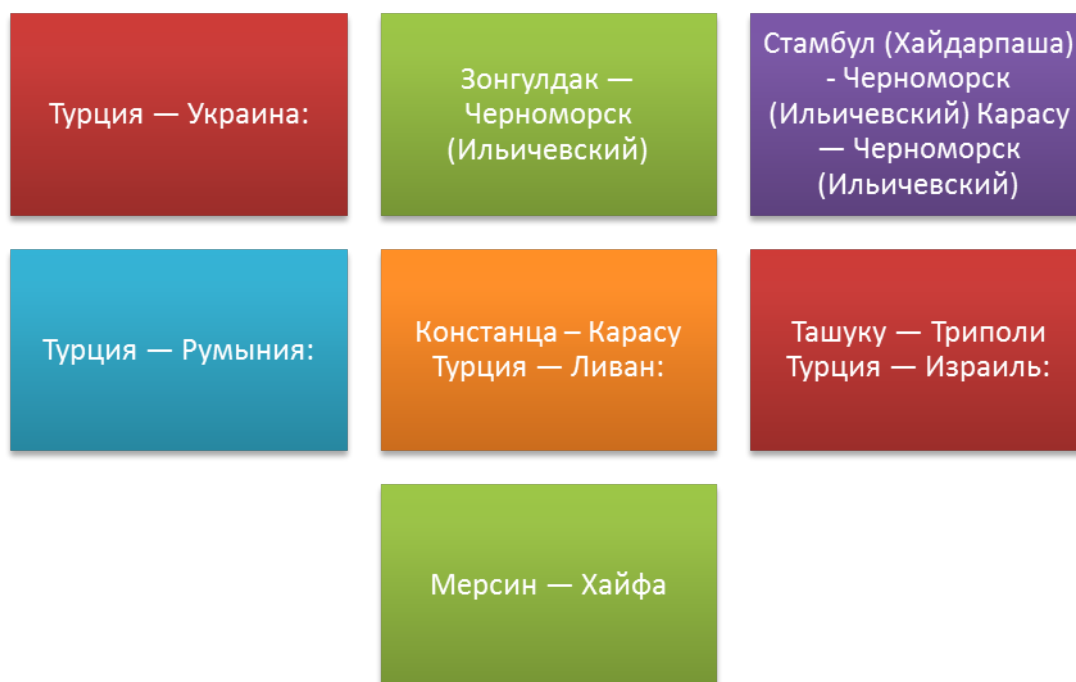 Турция — Украина:
Зонгулдак —
Черноморск
(Ильичевский)
Стамбул (Хайдарпаша)
- Черноморск
(Ильичевский) Карасу
— Черноморск
(Ильичевский)
Турция — Румыния:
Констанца – Карасу
Турция — Ливан:
Ташуку — Триполи
Турция — Израиль:
Мерсин — Хайфа